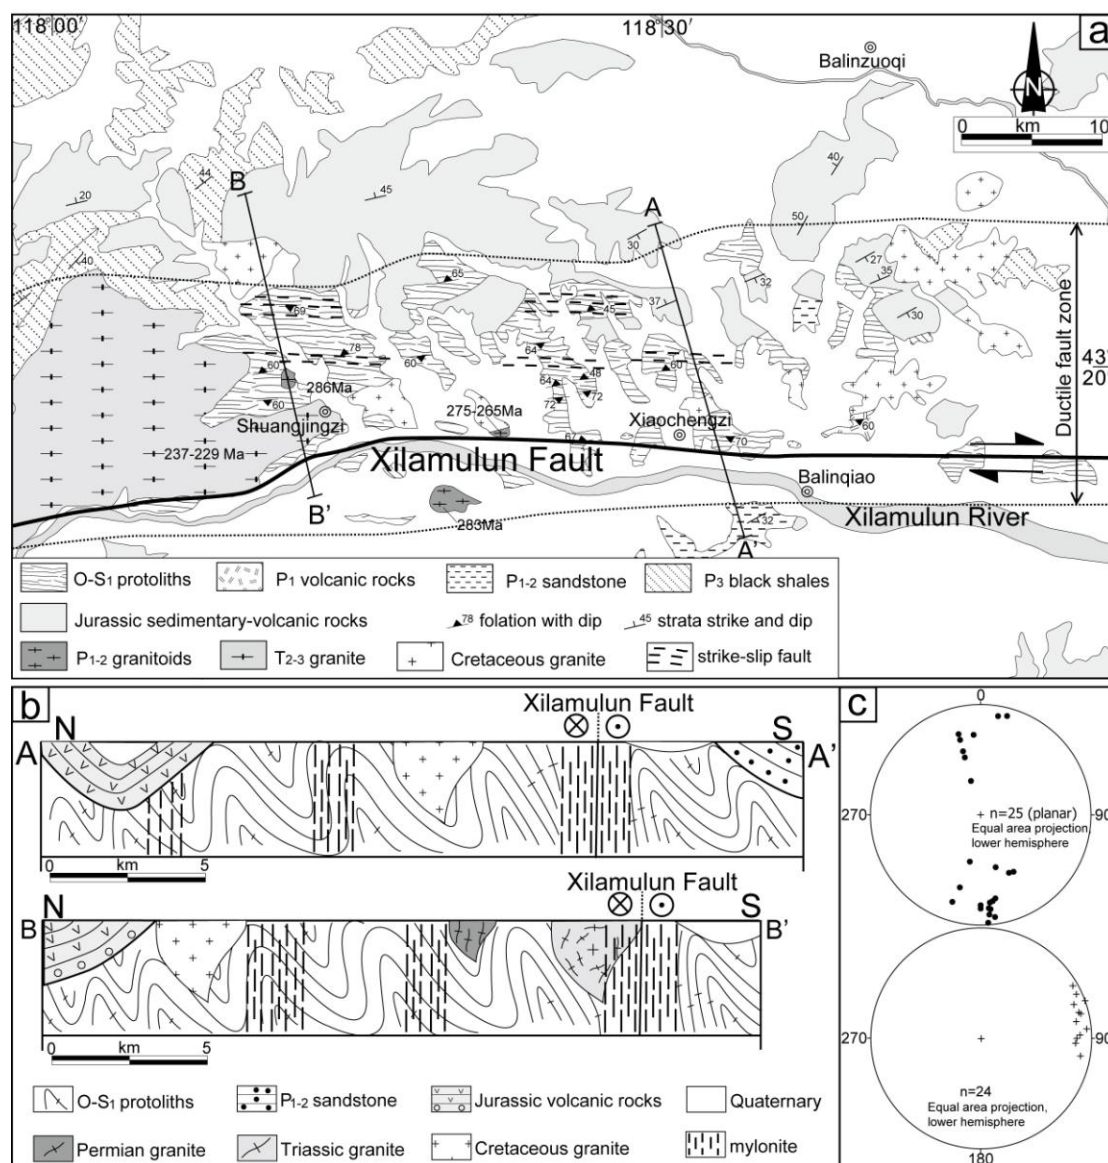 118°00′
118°30′
a
Balinzuoqi
N
0 km 10
44
B
20
45
40
A
50
30
40
65
27
35
32
37
69
45
30
78
64
60
60
60
48
286Ma
64
72
72
275-265Ma
60
Shuangjingzi
Xiaochengzi
60
67
70
237-229 Ma
Xilamulun Fault
Balinqiao
B'
283Ma
32
A'
Xilamulun River
Ductile fault zone
43°
20′
O-S1 protoliths
P1 volcanic rocks
P1-2 sandstone
P3 black shales
Jurassic sedimentary-volcanic rocks
78 folation with dip
45 strata strike and dip
P1-2 granitoids
T2-3 granite
Cretaceous granite
strike-slip fault
b
Xilamulun Fault
N
S
A
A'
0 km 5
Xilamulun Fault
N
S
B
B'
0 km 5
O-S1 protoliths
P1-2 sandstone
Jurassic volcanic rocks
Quaternary
Permian granite
Triassic granite
Cretaceous granite
mylonite
c
0
270
90
n=25 (planar)
Equal area projection,
lower hemisphere
270
90
n=24
Equal area projection,
lower hemisphere
180